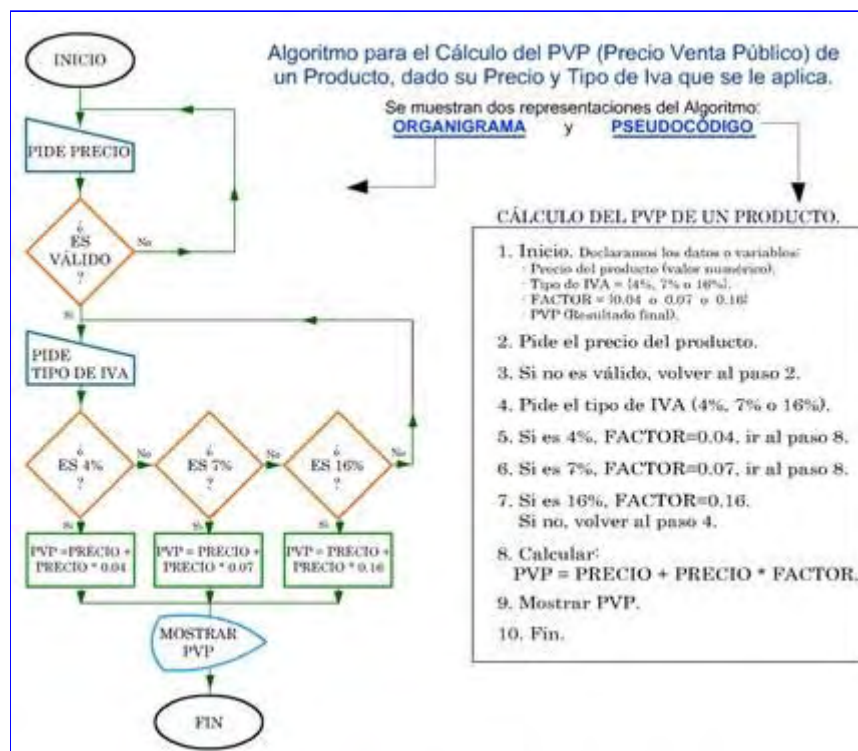 Algoritmo para el Cálculo del PVP (Precio Venta Público) de
un Producto, dado su Precio y Tipo de Iva que se le aplica.
Se muestran dos representaciones del Algoritmo:
ORGANIGRAMA y PSEUDOCÓDIGO
INICIO
PIDE PRECIO
¿
ES
VÁLIDO
?
No
Si
PIDE
TIPO DE IVA
¿
ES 4%
?
No
Si
¿
ES 7%
?
No
Si
¿
ES 16%
?
No
Si
PVP =PRECIO +
PRECIO * 0.04
PVP = PRECIO +
PRECIO * 0.07
PVP = PRECIO +
PRECIO * 0.16
MOSTRAR
PVP
FIN
CÁLCULO DEL PVP DE UN PRODUCTO.
1. Inicio. Declaramos los datos o variables:
· Precio del producto (valor numérico).
· Tipo de IVA = {4%, 7% o 16%}.
· FACTOR = {0.04 o 0.07 o 0.16}
· PVP (Resultado final).
2. Pide el precio del producto.
3. Si no es válido, volver al paso 2.
4. Pide el tipo de IVA (4%, 7% o 16%).
5. Si es 4%, FACTOR=0.04, ir al paso 8.
6. Si es 7%, FACTOR=0.07, ir al paso 8.
7. Si es 16%, FACTOR=0.16.
Si no, volver al paso 4.
8. Calcular:
PVP = PRECIO + PRECIO * FACTOR.
9. Mostrar PVP.
10. Fin.